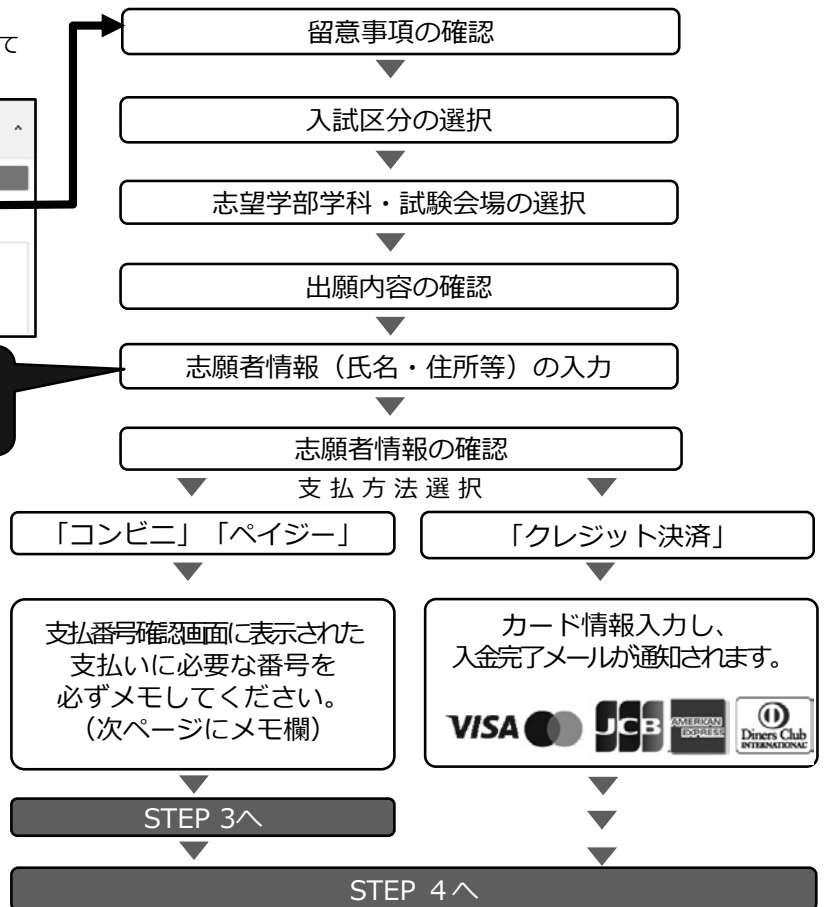 て
留意事項の確認
入試区分の選択
志望学部学科・試験会場の選択
出願内容の確認
志願者情報（氏名・住所等）の入力
志願者情報の確認
支払方法選択
「コンビニ」「ペイジー」
「クレジット決済」
支払番号確認画面に表示された
支払いに必要な番号を
必ずメモしてください。
（次ページにメモ欄）
カード情報入力し、
入金完了メールが通知されます。
VISA
JCB
AMERICAN
EXPRESS
Diners Club
INTERNATIONAL
STEP 3へ
STEP ４へ